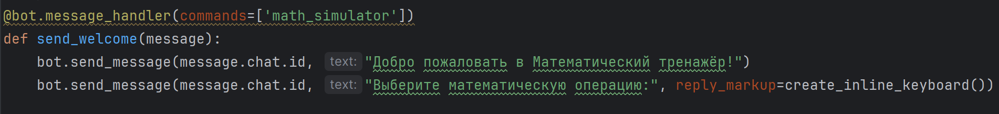 @bot.message_handler(commands=['math_simulator'])
def send_welcome(message):
    bot.send_message(message.chat.id, text: "Добро пожаловать в Математический тренажёр!")
    bot.send_message(message.chat.id, text: "Выберите математическую операцию:", reply_markup=create_inline_keyboard())